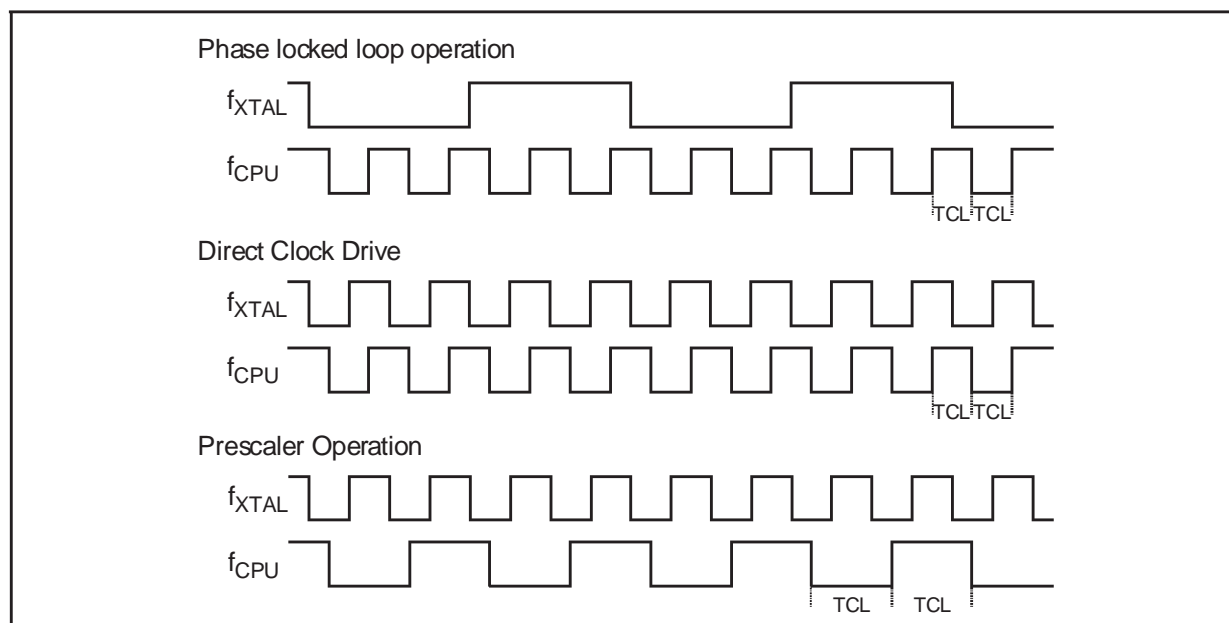 Phase locked loop operation
fXTAL
fCPU
TCL TCL
Direct Clock Drive
fXTAL
fCPU
TCL TCL
Prescaler Operation
fXTAL
fCPU
TCL TCL